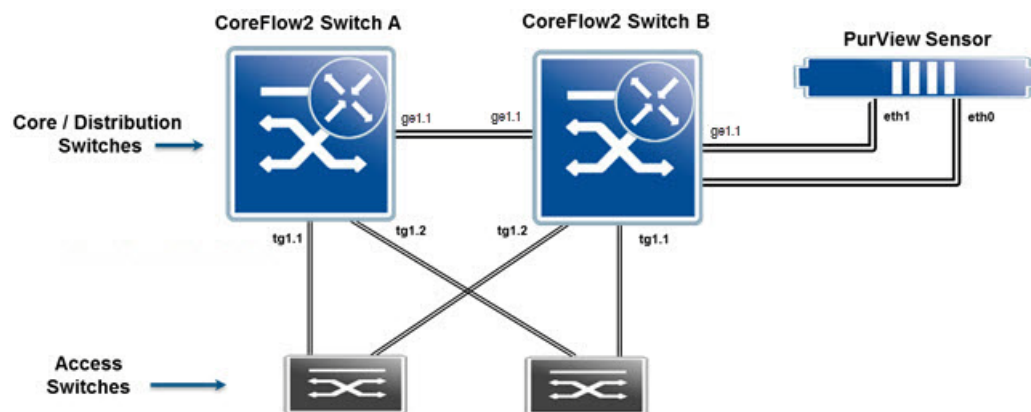 CoreFlow2 Switch A
CoreFlow2 Switch B
PurView Sensor
Core / Distribution
Switches
ge1.1
ge1.1
ge1.1
eth1
eth0
tg1.1
tg1.2
tg1.2
tg1.1
Access
Switches